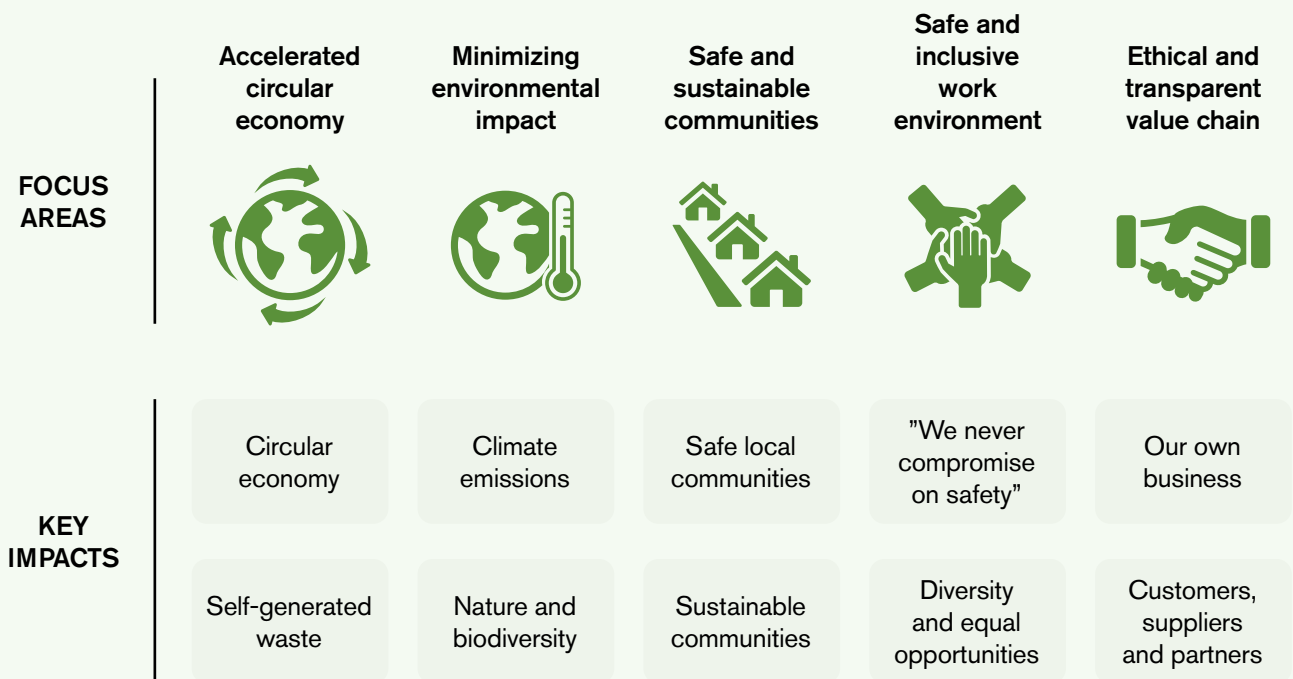 Accelerated
circular
economy
Minimizing
environmental
impact
Safe and
sustainable
communities
Safe and
inclusive
work
environment
Ethical and
transparent
value chain
FOCUS
AREAS
KEY
IMPACTS
Circular
economy
Climate
emissions
Safe local
communities
”We never
compromise
on safety”
Our own
business
Self-generated
waste
Nature and
biodiversity
Sustainable
communities
Diversity
and equal
opportunities
Customers,
suppliers
and partners